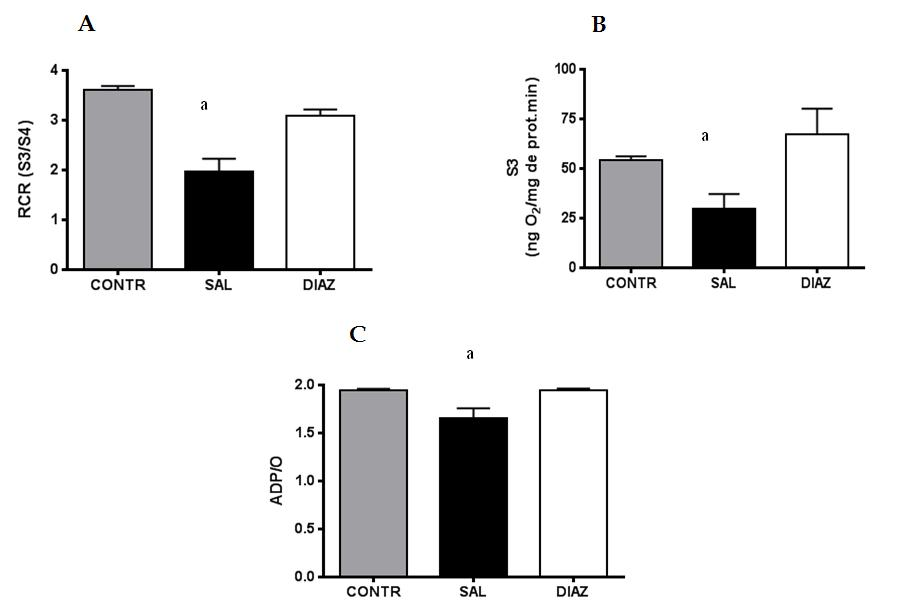 A
4
3
2
1
0
RCR (S3/S4)
a
CONTR SAL DIAZ
B
100
75
50
25
0
S3
(ng O₂/mg de prot.min)
a
CONTR SAL DIAZ
C
2.0
1.5
1.0
0.5
0.0
ADP/O
a
CONTR SAL DIAZ